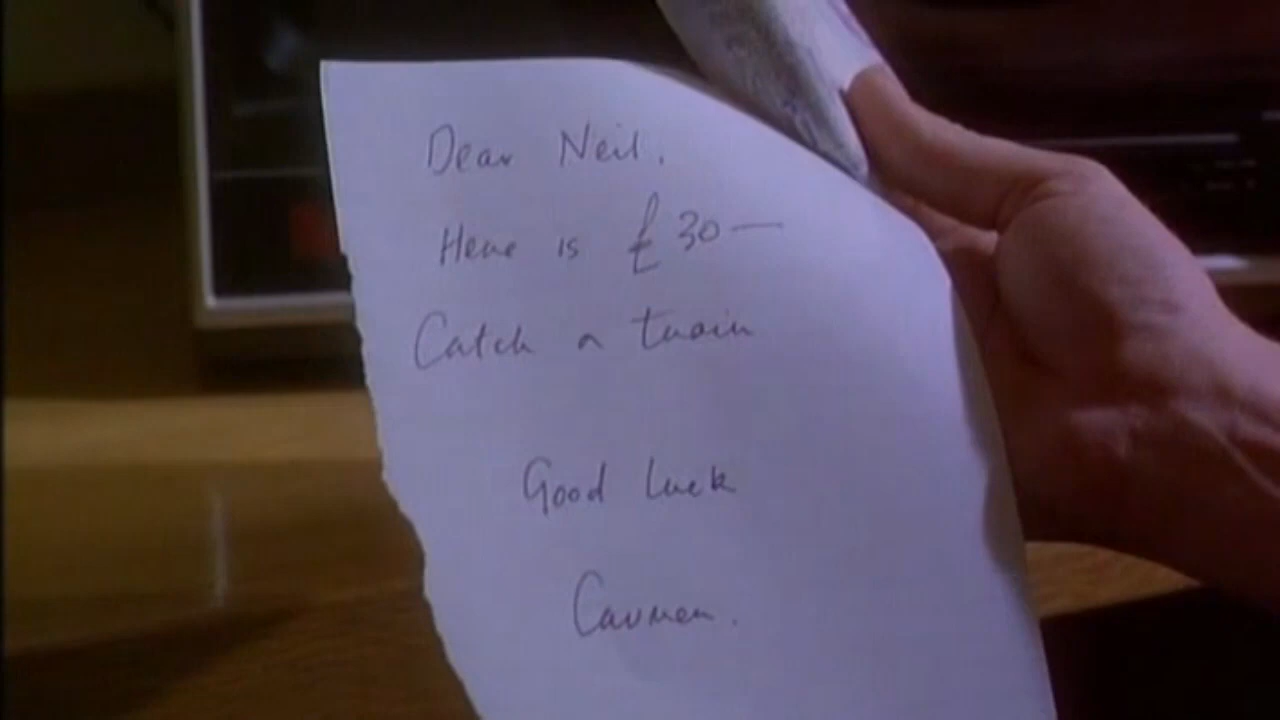 Dear Neil,
Here is £30—
Catch a train
Good luck
Carmen.